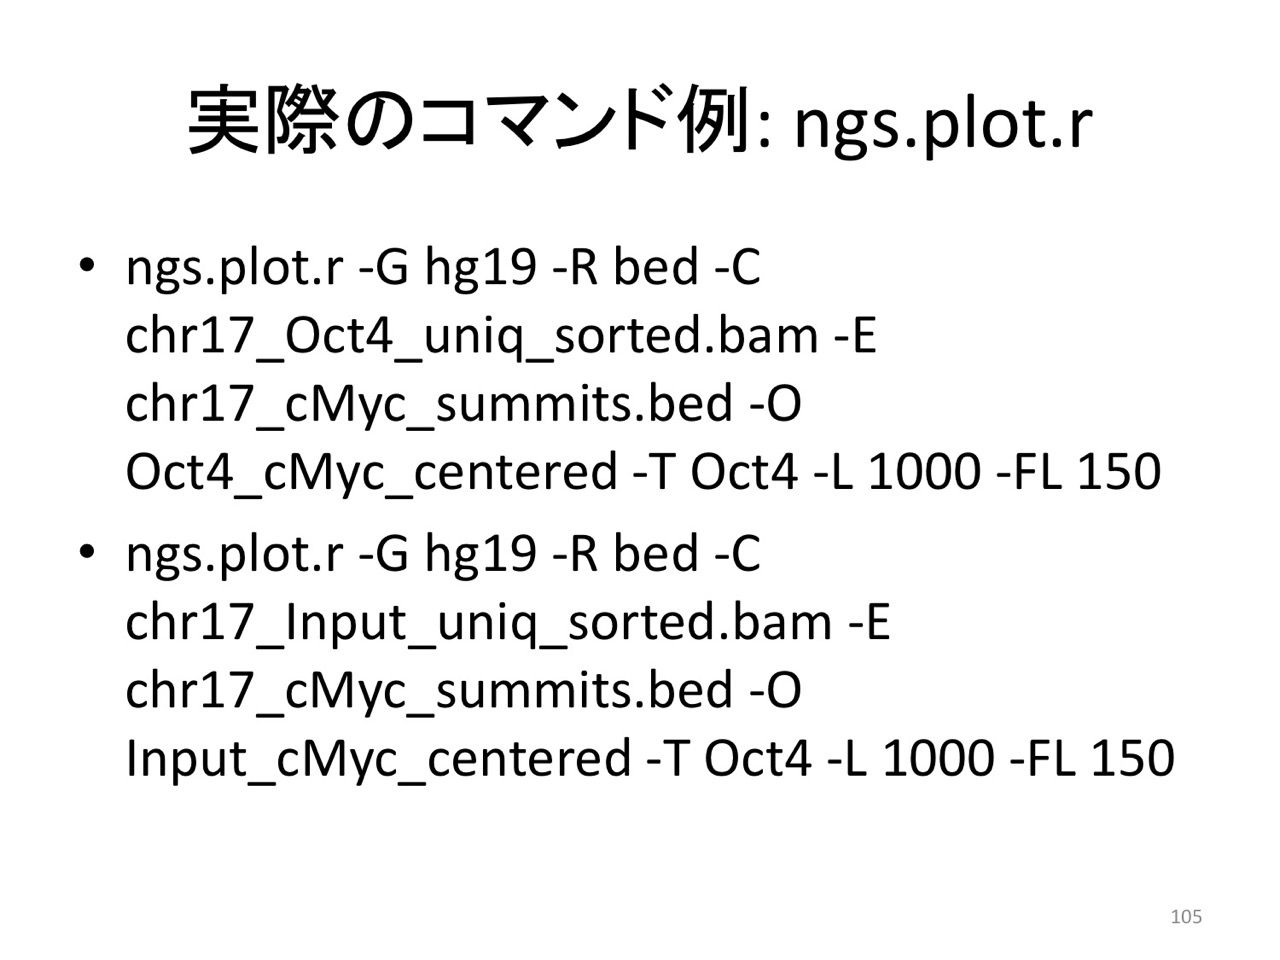 実際のコマンド例: ngs.plot.r
• ngs.plot.r -G hg19 -R bed -C
chr17_Oct4_uniq_sorted.bam -E
chr17_cMyc_summits.bed -O
Oct4_cMyc_centered -T Oct4 -L 1000 -FL 150
• ngs.plot.r -G hg19 -R bed -C
chr17_Input_uniq_sorted.bam -E
chr17_cMyc_summits.bed -O
Input_cMyc_centered -T Oct4 -L 1000 -FL 150
105